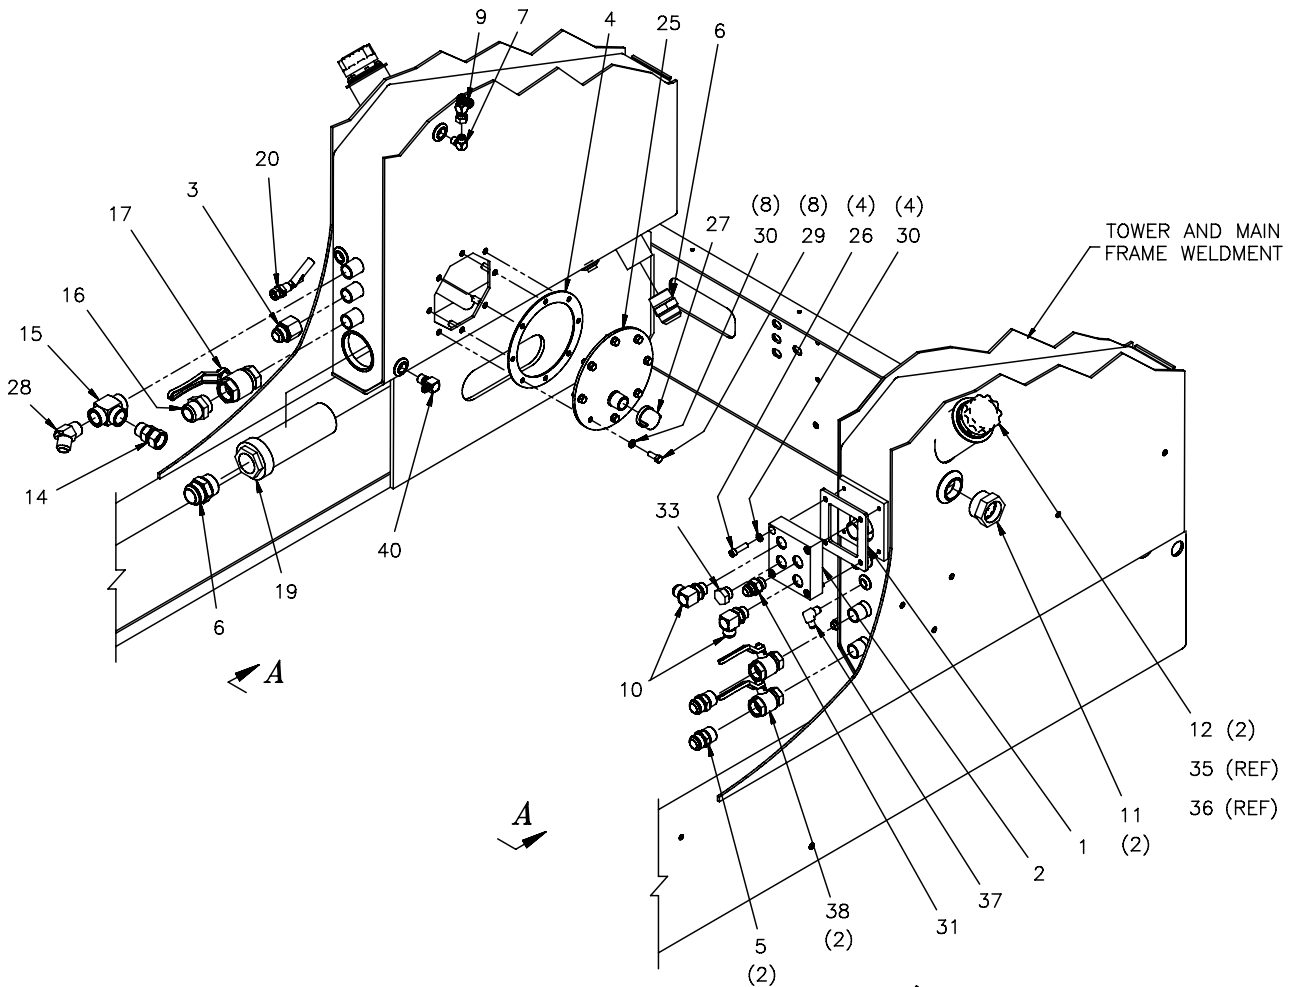 9 7 4 25 6
20
3
17
16
15
28
14
6
19
40
(8) (8) (4) (4)
27 30 29 26 30
TOWER AND MAIN
FRAME WELDMENT
33
10
A
A
12 (2)
35 (REF)
36 (REF)
11
(2)
1
2
37
31
38
(2)
5
(2)